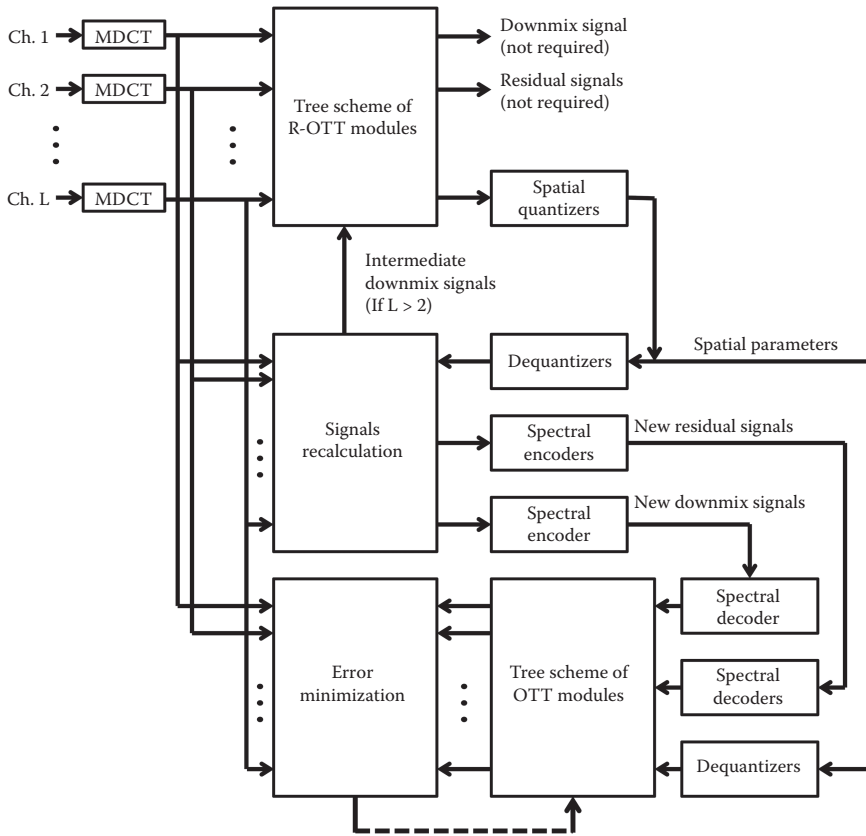 Ch. 1
MDCT
Ch. 2
MDCT
Ch. L
MDCT
Tree scheme of
R-OTT modules
Downmix signal
(not required)
Residual signals
(not required)
Spatial
quantizers
Intermediate
downmix signals
(If L > 2)
Signals
recalculation
Dequantizers
Spatial parameters
Spectral
encoders
New residual signals
Spectral
encoder
New downmix signals
Error
minimization
Tree scheme of
OTT modules
Spectral
decoder
Spectral
decoders
Dequantizers